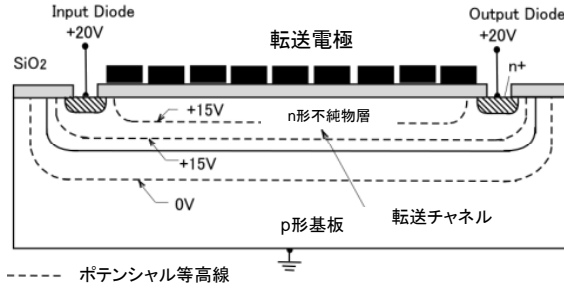 Input Diode
+20V
Output Diode
+20V
転送電極
SiO2
n+
+15V
n形不純物層
+15V
0V
p形基板
転送チャネル
ポテンシャル等高線